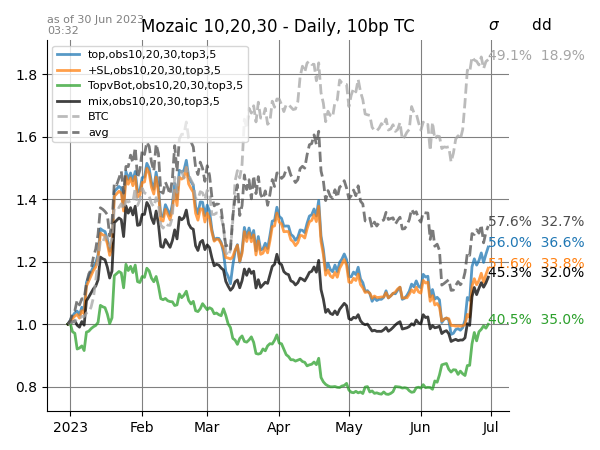 as of 30 Jun 2023
03:32
Mozaic 10,20,30 - Daily, 10bp TC
σ dd
top,obs10,20,30,top3,5
+SL,obs10,20,30,top3,5
TopvBot,obs10,20,30,top3,5
mix,obs10,20,30,top3,5
BTC
avg
49.1% 18.9%
57.6% 32.7%
56.0% 36.6%
51.6% 33.8%
45.3% 32.0%
40.5% 35.0%
1.8
1.6
1.4
1.2
1.0
0.8
2023 Feb Mar Apr May Jun Jul